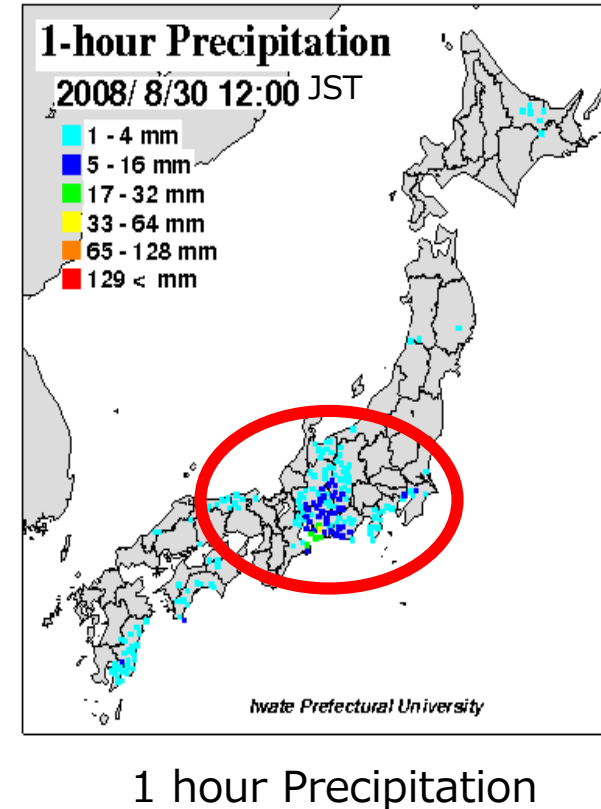 1-hour Precipitation
2008/ 8/30 12:00 JST
1 - 4 mm
5 - 16 mm
17 - 32 mm
33 - 64 mm
65 - 128 mm
129 < mm
Iwate Prefectural University
1 hour Precipitation